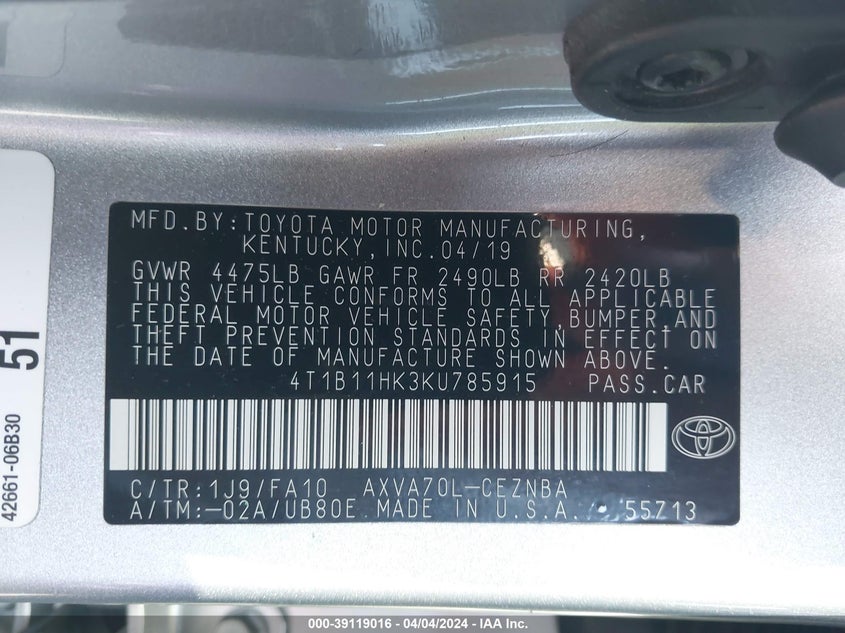 MFD.BY:TOYOTA MOTOR MANUFACTURING,
KENTUCKY,INC.04/19
GVWR 4475LB GAWR FR 2490LB RR 2420LB
THIS VEHICLE CONFORMS TO ALL APPLICABLE
FEDERAL MOTOR VEHICLE SAFETY,BUMPER,AND
THEFT PREVENTION STANDARDS IN EFFECT ON
THE DATE OF MANUFACTURE SHOWN ABOVE.
4T1B11HK3KU785915 PASS.CAR
C/TR:1J9/FA10 AXVA70L-CEZNBA
A/TM:-02A/UB80E MADE IN U.S.A. 55713
51
42661-06B30
000-39119016 - 04/04/2024 - IAA Inc.